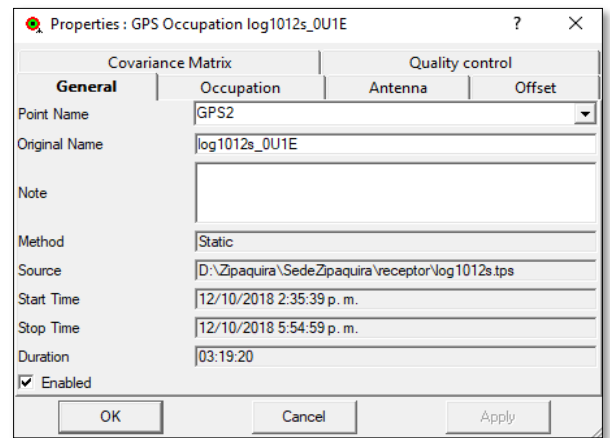 Properties : GPS Occupation log1012s_0U1E ? ×
Covariance Matrix Quality control
General Occupation Antenna Offset
Point Name GPS2
Original Name log1012s_0U1E
Note
Method Static
Source D:\Zipaquira\SedeZipaquira\receptor\log1012s.tps
Start Time 12/10/2018 2:35:39 p. m.
Stop Time 12/10/2018 5:54:59 p. m.
Duration 03:19:20
Enabled
OK Cancel Apply